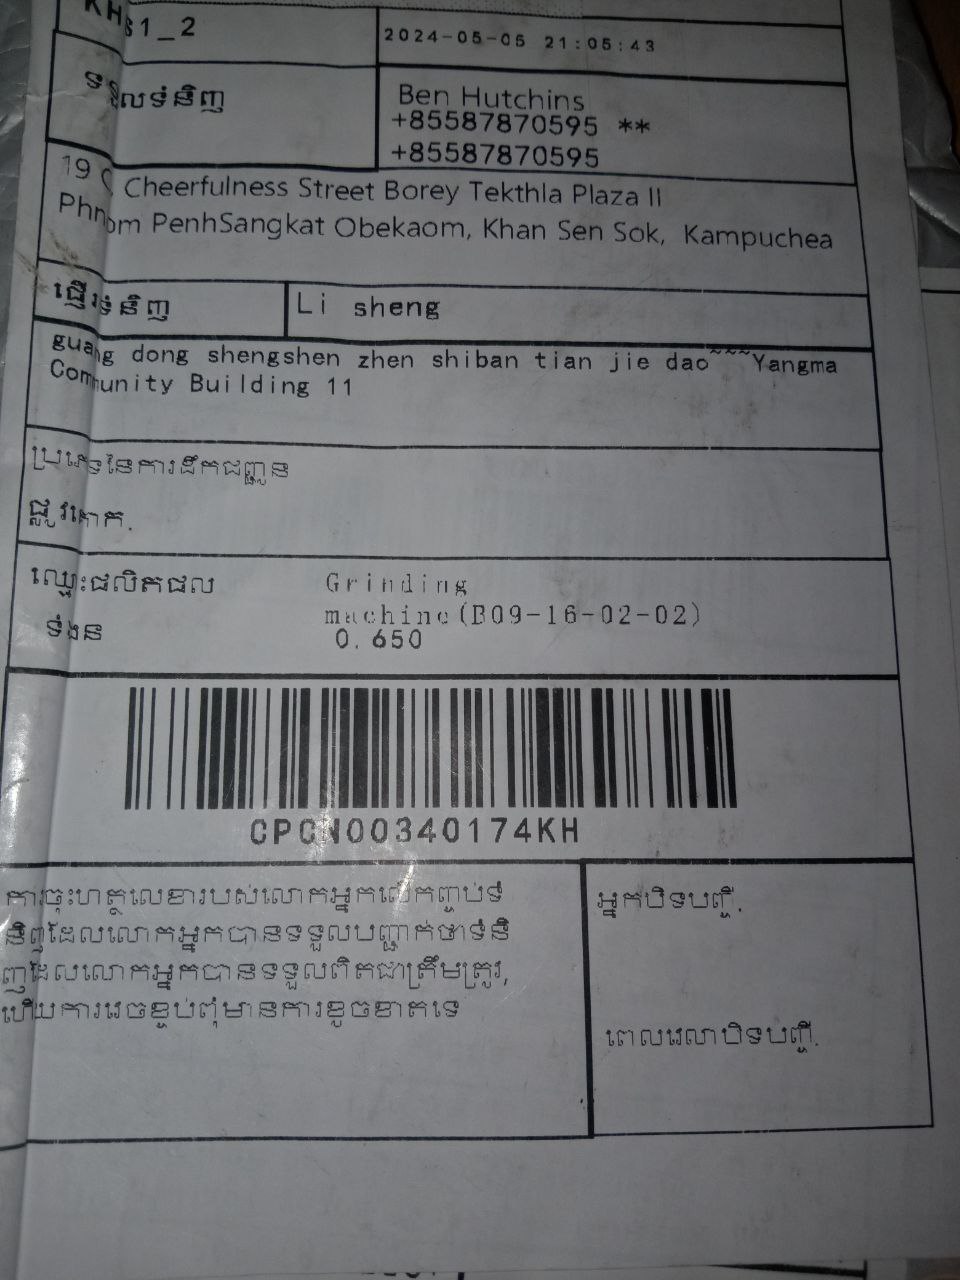 KHS1_2
2024-05-05 21:05:43
ទទួលទំនិញ
Ben Hutchins
+85587870595 **
+85587870595
19 Cheerfulness Street Borey Tekthla Plaza II
Phnom PenhSangkat Obekaom, Khan Sen Sok, Kampuchea
ផ្ញើរទំនិញ
Li sheng
guang dong shengshen zhen shiban tian jie dao~~~Yangma
Community Building 11
ប្រភេទនៃការដឹកជញ្ជូន
ផ្លូវគោក.
ឈ្មោះផលិតផល
Grinding
machine(B09-16-02-02)
ទំងន
0.650
CPCN00340174KH
ការចុះហត្ថលេខារបស់លោកអ្នកលើកញ្ចប់ទំ
និញដែលលោកអ្នកបានទទួលបញ្ជាក់ថាទំនិ
ញដែលលោកអ្នកបានទទួលពិតជាត្រឹមត្រូវ,
ហើយការវេចខ្ចប់ពុំមានការខូចខាតទេ
អ្នកបិទបញ្ជី.
ពេលវេលាបិទបញ្ជី.